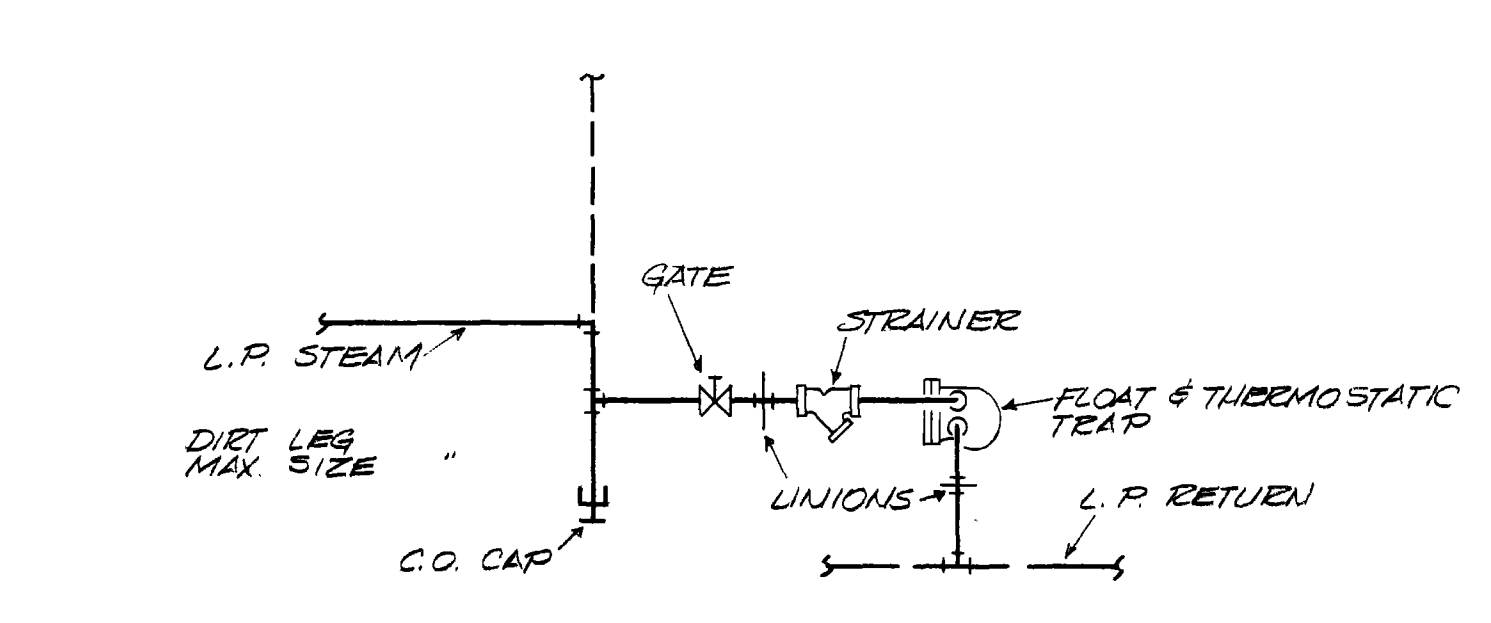 GATE
STRAINER
L.P. STEAM
FLOAT & THERMOSTATIC
TRAP
DIRT LEG
MAX. SIZE "
UNIONS
L.P. RETURN
C.O. CAP